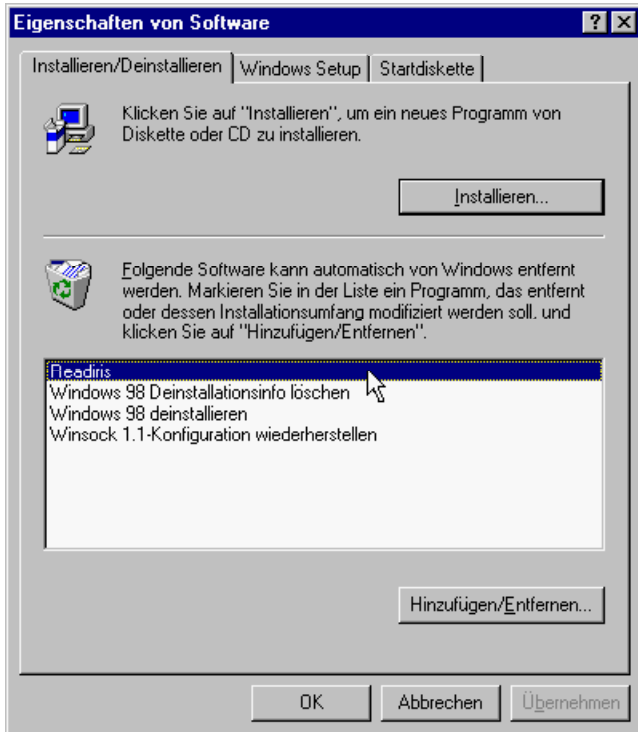 Eigenschaften von Software
Installieren/Deinstallieren
Windows Setup
Startdiskette
Klicken Sie auf "Installieren", um ein neues Programm von
Diskette oder CD zu installieren.
Installieren...
Folgende Software kann automatisch von Windows entfernt
werden. Markieren Sie in der Liste ein Programm, das entfernt
oder dessen Installationsumfang modifiziert werden soll, und
klicken Sie auf "Hinzufügen/Entfernen".
Readiris
Windows 98 Deinstallationsinfo löschen
Windows 98 deinstallieren
Winsock 1.1-Konfiguration wiederherstellen
Hinzufügen/Entfernen...
OK
Abbrechen
Übernehmen